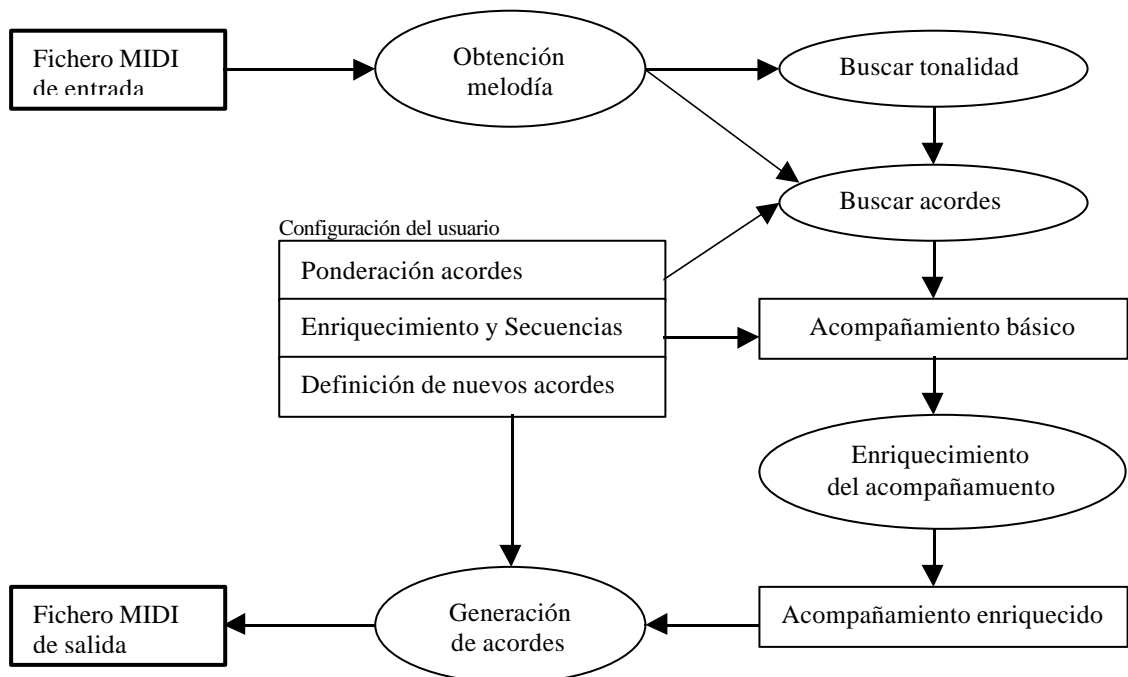 Fichero MIDI
de entrada
Obtención
melodía
Buscar tonalidad
Buscar acordes
Configuración del usuario
Ponderación acordes
Enriquecimiento y Secuencias
Definición de nuevos acordes
Acompañamiento básico
Enriquecimiento
del acompañamuento
Acompañamiento enriquecido
Generación
de acordes
Fichero MIDI
de salida